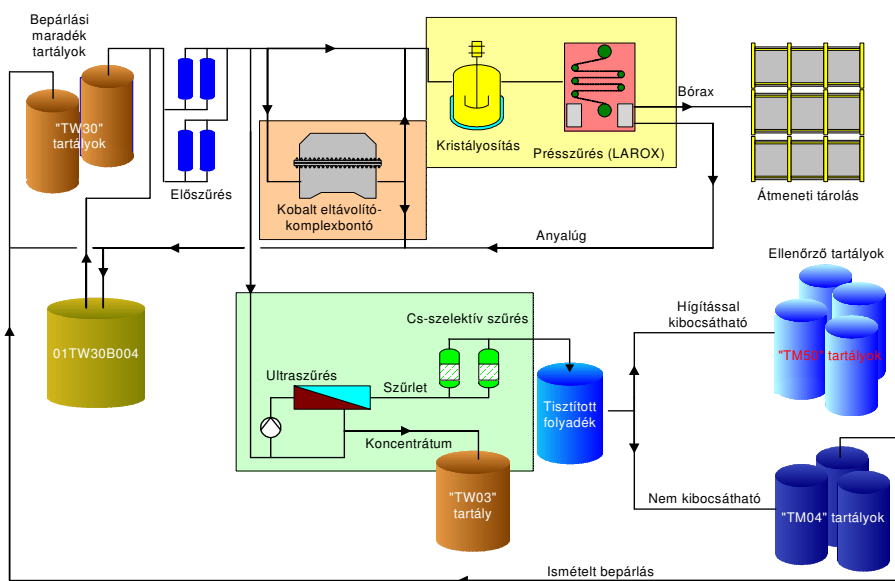 Bepárlási
maradék
tartályok
"TW30"
tartályok
Előszűrés
Kobalt eltávolító-
komplexbontó
Kristályosítás
Présszűrés (LAROX)
Bórax
Átmeneti tárolás
Anyalúg
Ellenőrző tartályok
01TW30B004
Cs-szelektív szűrés
Hígítással
kibocsátható
"TM50" tartályok
Ultraszűrés
Szűrlet
Tisztított
folyadék
Koncentrátum
"TW03"
tartály
Nem kibocsátható
"TM04" tartályok
Ismételt bepárlás